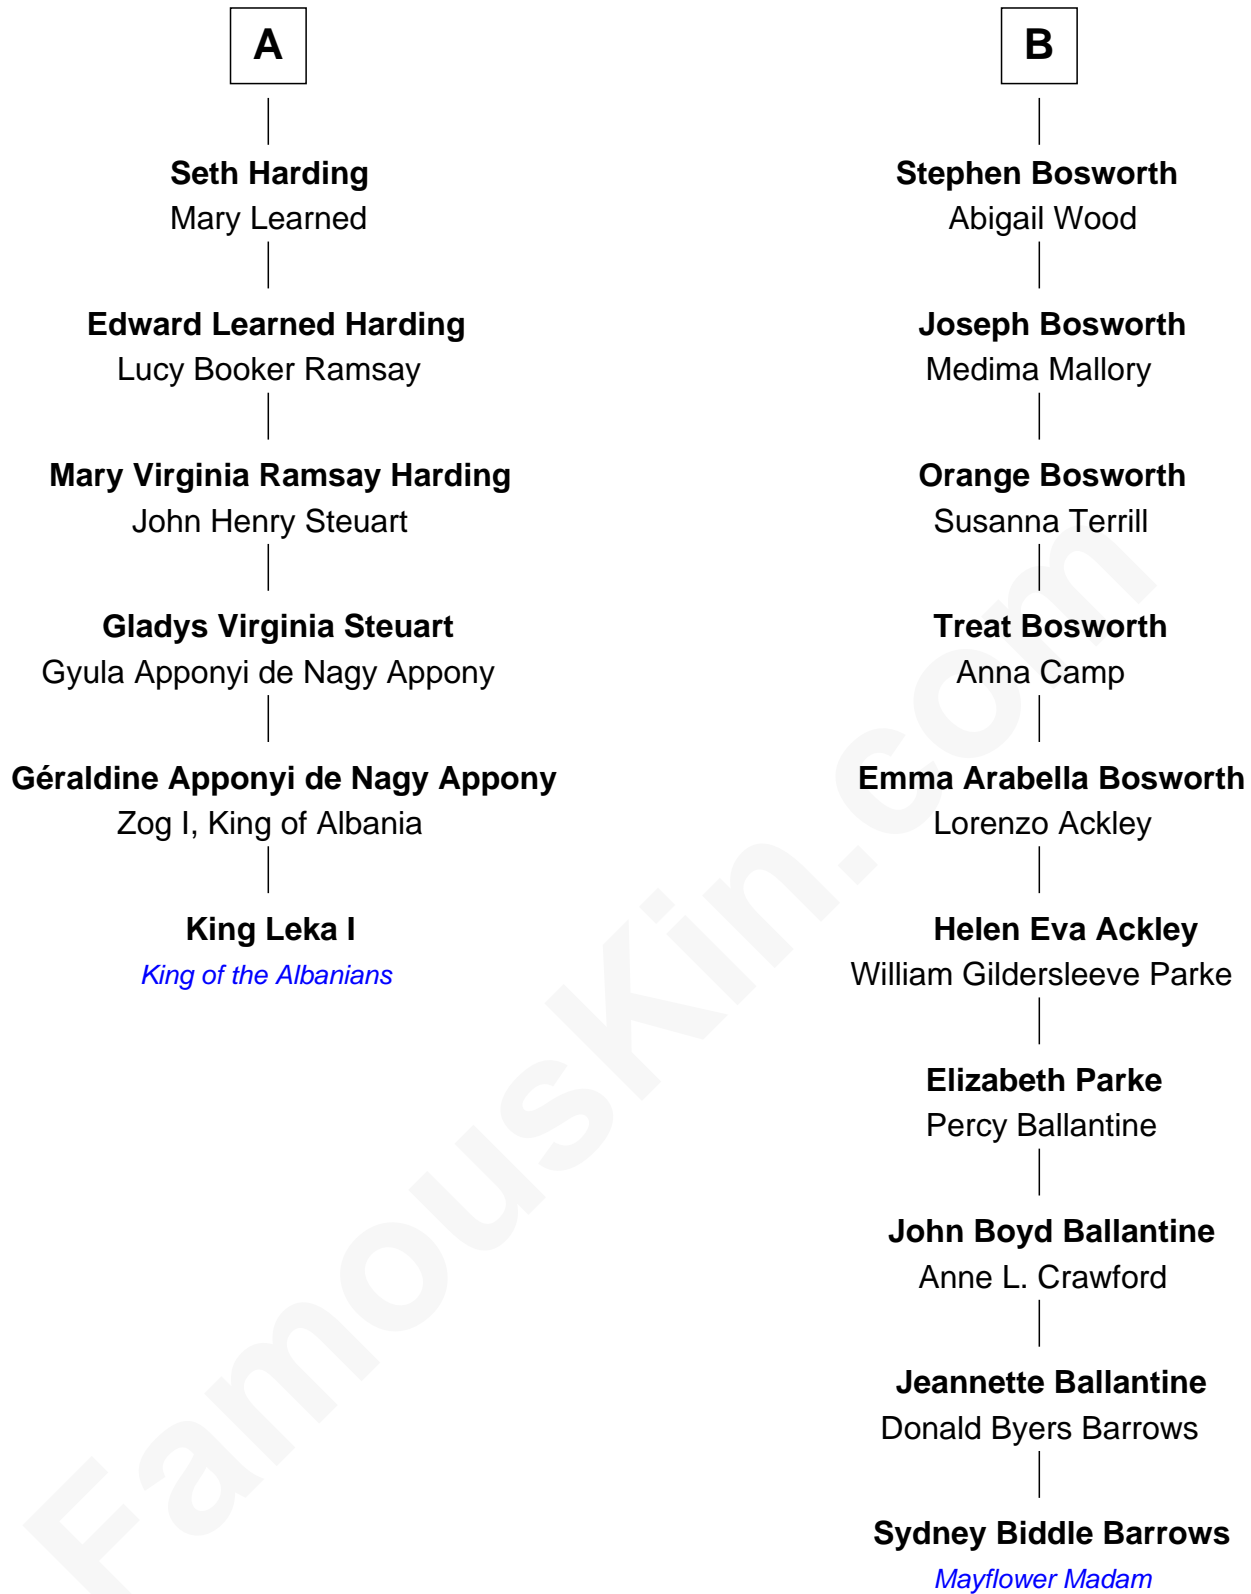 A
Seth Harding
Mary Learned
Edward Learned Harding
Lucy Booker Ramsay
Mary Virginia Ramsay Harding
John Henry Steuart
Gladys Virginia Steuart
Gyula Apponyi de Nagy Appony
Géraldine Apponyi de Nagy Appony
Zog I, King of Albania
King Leka I
King of the Albanians
B
Stephen Bosworth
Abigail Wood
Joseph Bosworth
Medima Mallory
Orange Bosworth
Susanna Terrill
Treat Bosworth
Anna Camp
Emma Arabella Bosworth
Lorenzo Ackley
Helen Eva Ackley
William Gildersleeve Parke
Elizabeth Parke
Percy Ballantine
John Boyd Ballantine
Anne L. Crawford
Jeannette Ballantine
Donald Byers Barrows
Sydney Biddle Barrows
Mayflower Madam
FamousKin.com